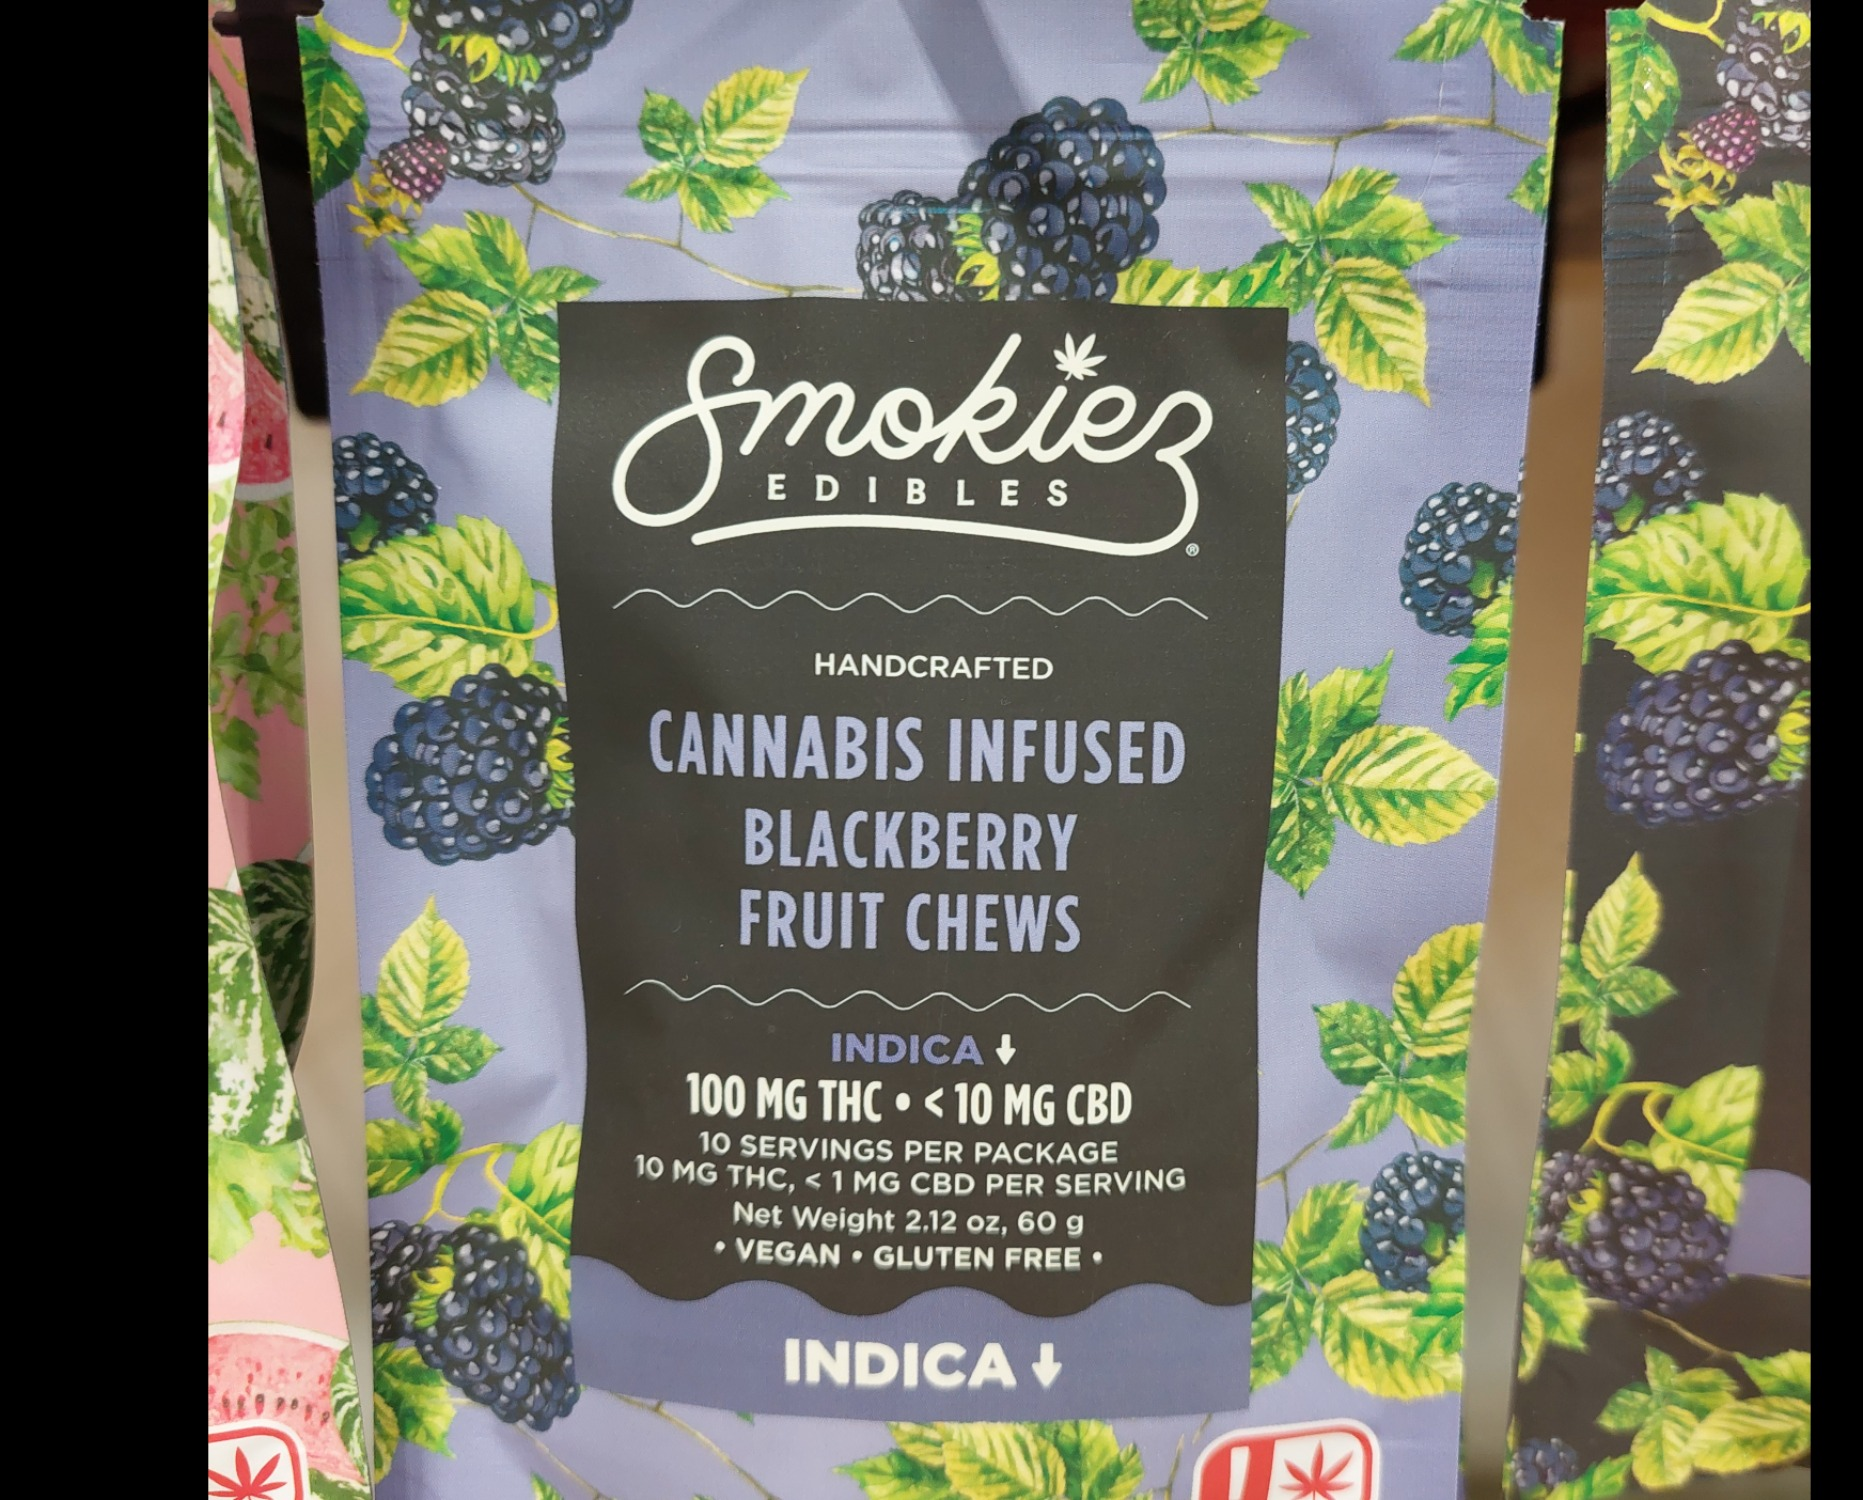 Smokiez
EDIBLES
®
HANDCRAFTED
CANNABIS INFUSED
BLACKBERRY
FRUIT CHEWS
INDICA ↓
100 MG THC • < 10 MG CBD
10 SERVINGS PER PACKAGE
10 MG THC, < 1 MG CBD PER SERVING
Net Weight 2.12 oz, 60 g
• VEGAN • GLUTEN FREE •
INDICA ↓